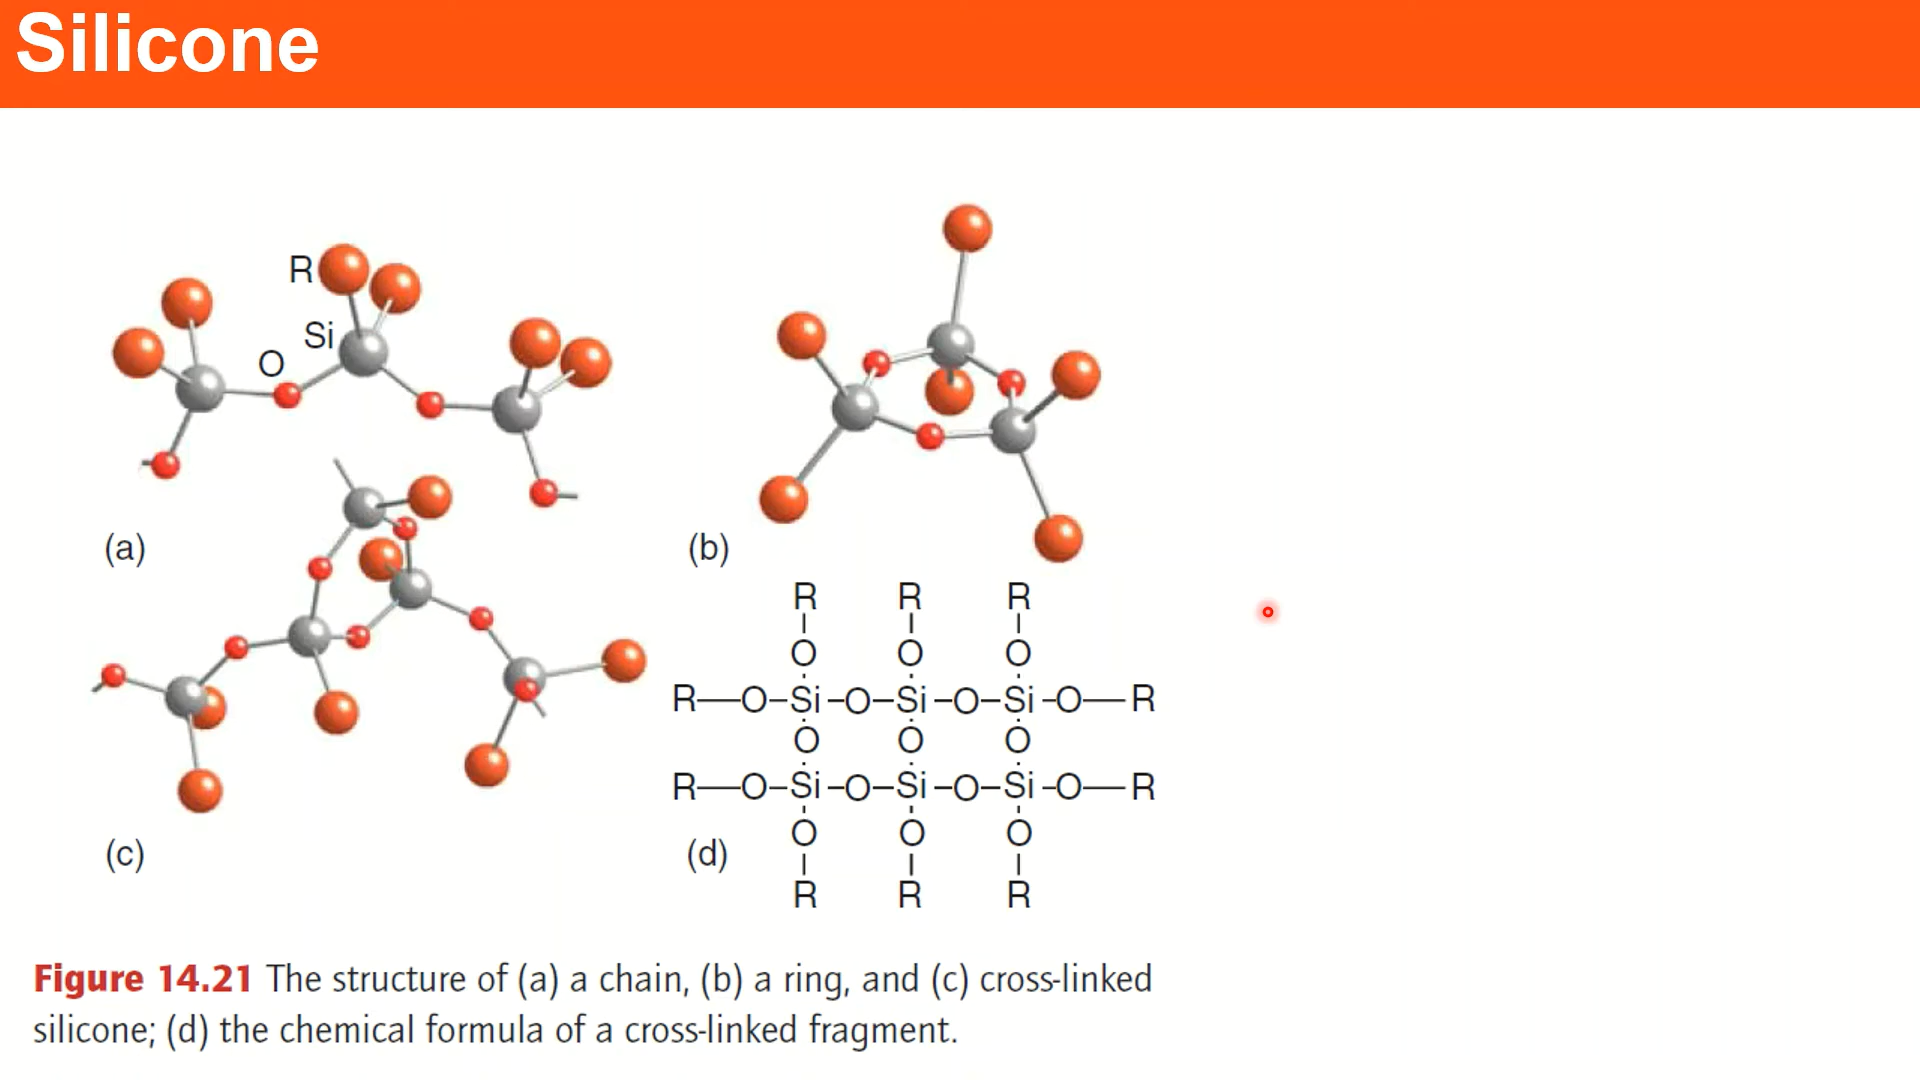 Silicone
R
Si
O
(a)
(b)
(c)
R R R
O O O
R—O–Si–O–Si–O–Si–O—R
O O O
R—O–Si–O–Si–O–Si–O—R
O O O
(d)
R R R
Figure 14.21 The structure of (a) a chain, (b) a ring, and (c) cross-linked
silicone; (d) the chemical formula of a cross-linked fragment.